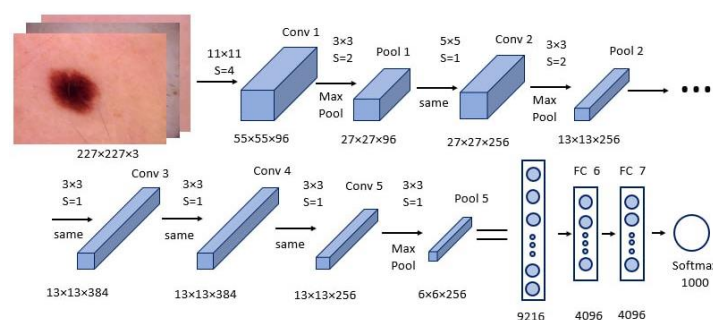 Conv 1
11×11
S=4
3×3
S=2
Max
Pool
Pool 1
5×5
S=1
same
Conv 2
3×3
S=2
Max
Pool
Pool 2
55×55×96
27×27×96
27×27×256
13×13×256
227×227×3
3×3
S=1
same
Conv 3
3×3
S=1
same
Conv 4
3×3
S=1
same
Conv 5
3×3
S=1
Max
Pool
Pool 5
FC 6
FC 7
Softmax
1000
13×13×384
13×13×384
13×13×256
6×6×256
9216
4096
4096